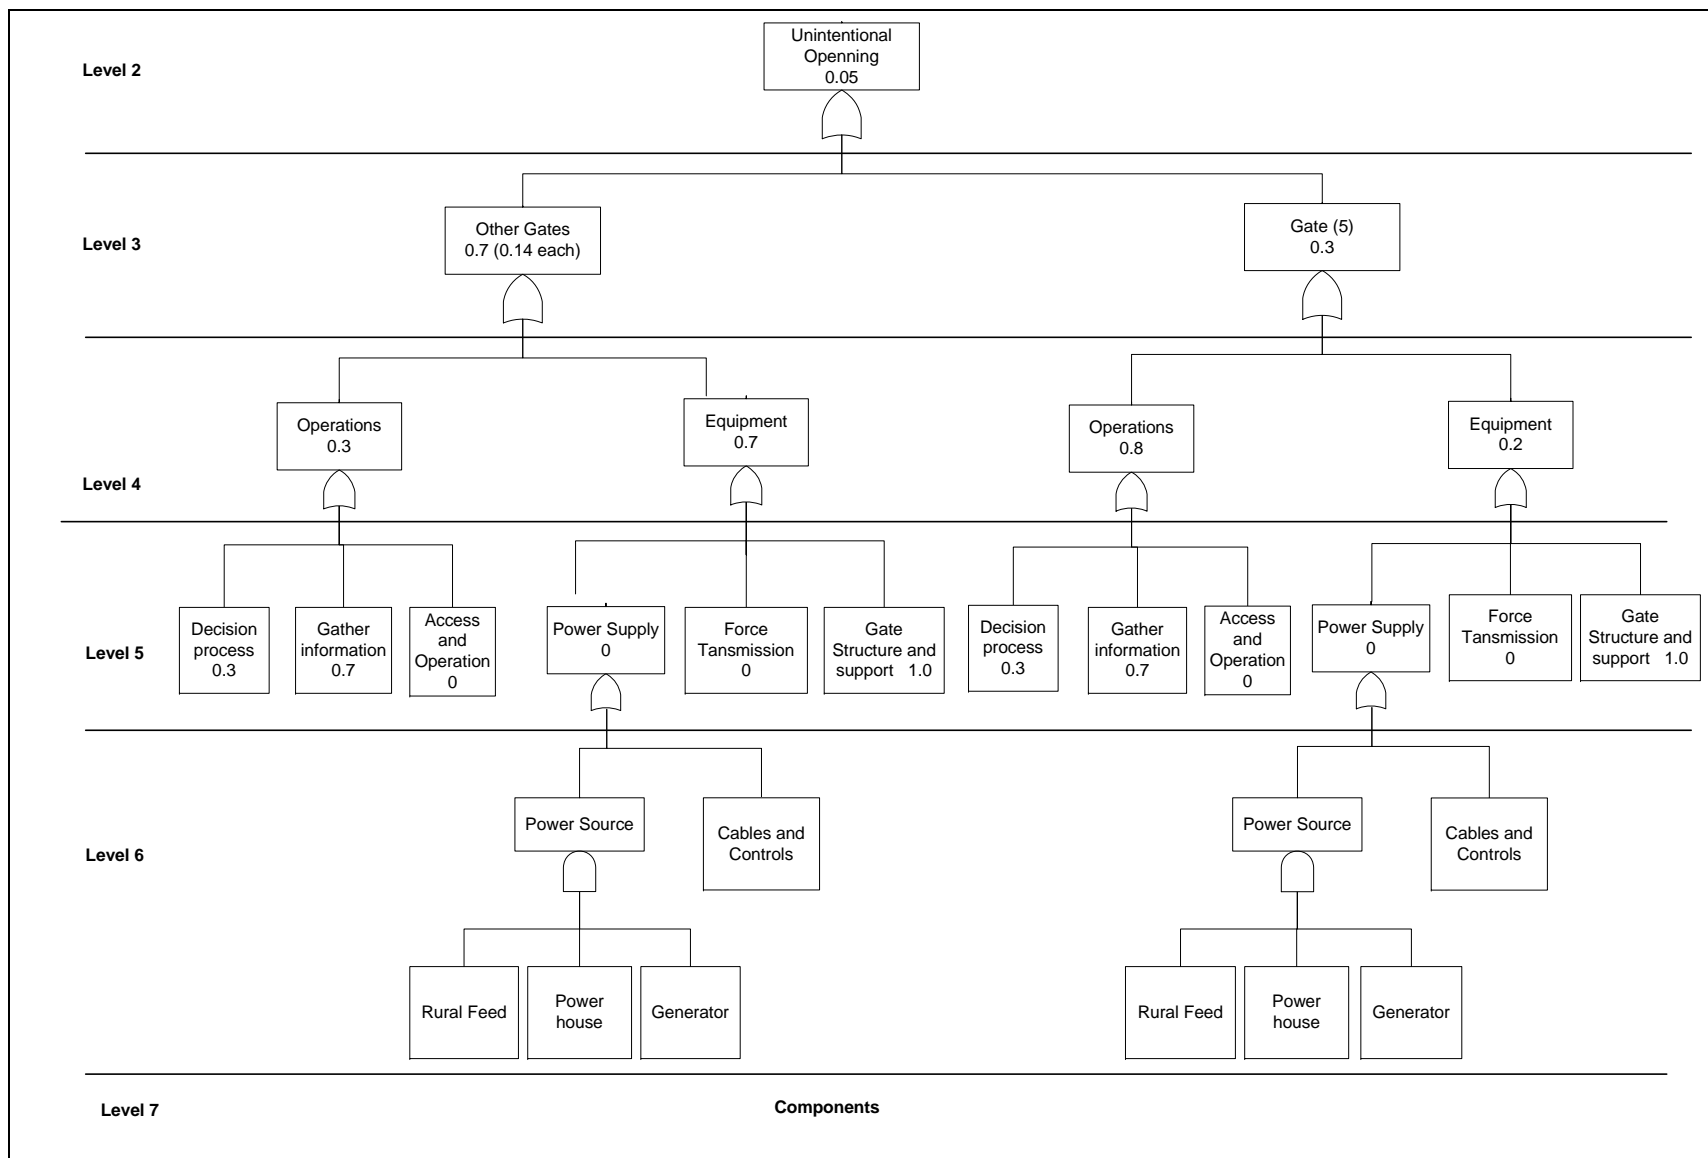 Level 2
Unintentional
Openning
0.05
Level 3
Other Gates
0.7 (0.14 each)
Gate (5)
0.3
Level 4
Operations
0.3
Equipment
0.7
Operations
0.8
Equipment
0.2
Level 5
Decision
process
0.3
Gather
information
0.7
Access
and
Operation
0
Power Supply
0
Force
Tansmission
0
Gate
Structure and
support 1.0
Decision
process
0.3
Gather
information
0.7
Access
and
Operation
0
Power Supply
0
Force
Tansmission
0
Gate
Structure and
support 1.0
Level 6
Power Source
Cables and
Controls
Power Source
Cables and
Controls
Rural Feed
Power
house
Generator
Rural Feed
Power
house
Generator
Level 7
Components